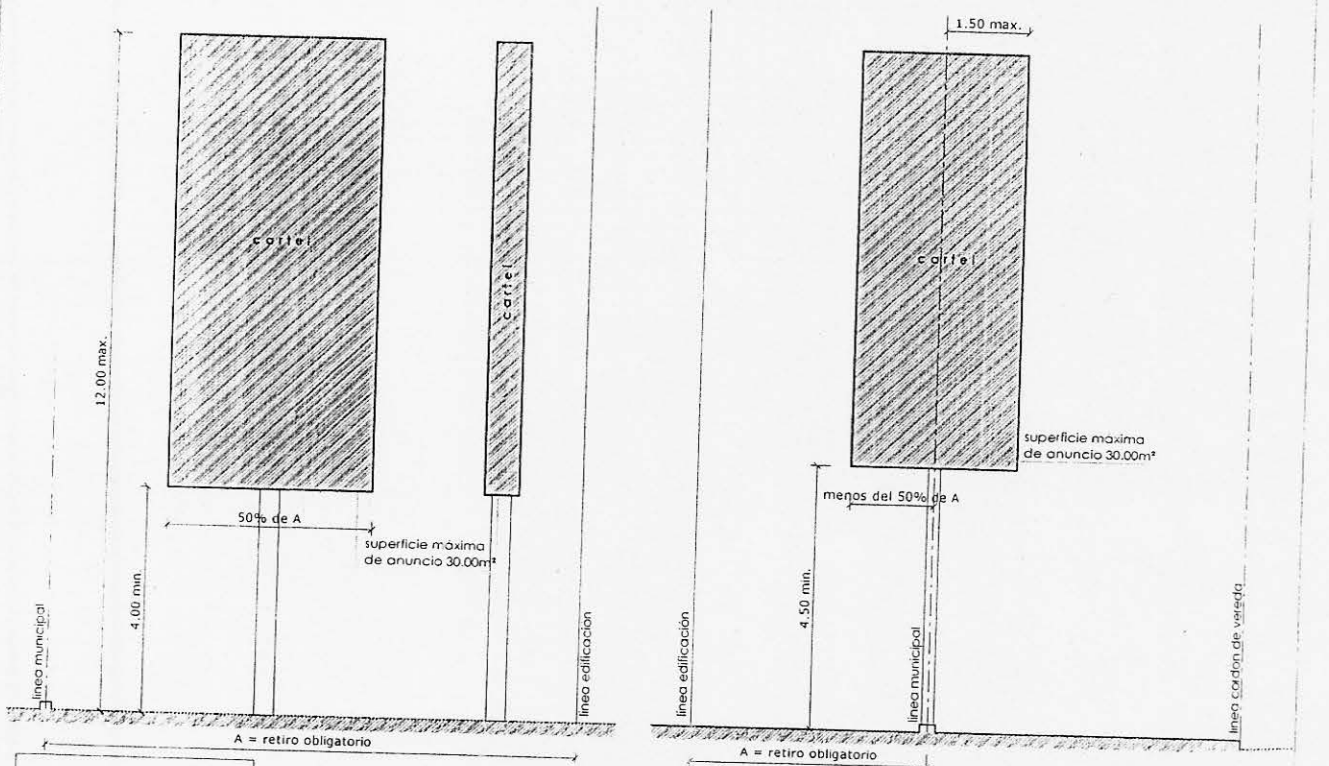 12.00 max.
cartel
cartel
50% de A
superficie máxima
de anuncio 30.00m²
4.00 min.
linea municipal
linea edificacion
A = retiro obligatorio
1.50 max.
cartel
superficie máxima
de anuncio 30.00m²
menos del 50% de A
4.50 min.
linea edificación
linea municipal
linea cordon de vereda
A = retiro obligatorio